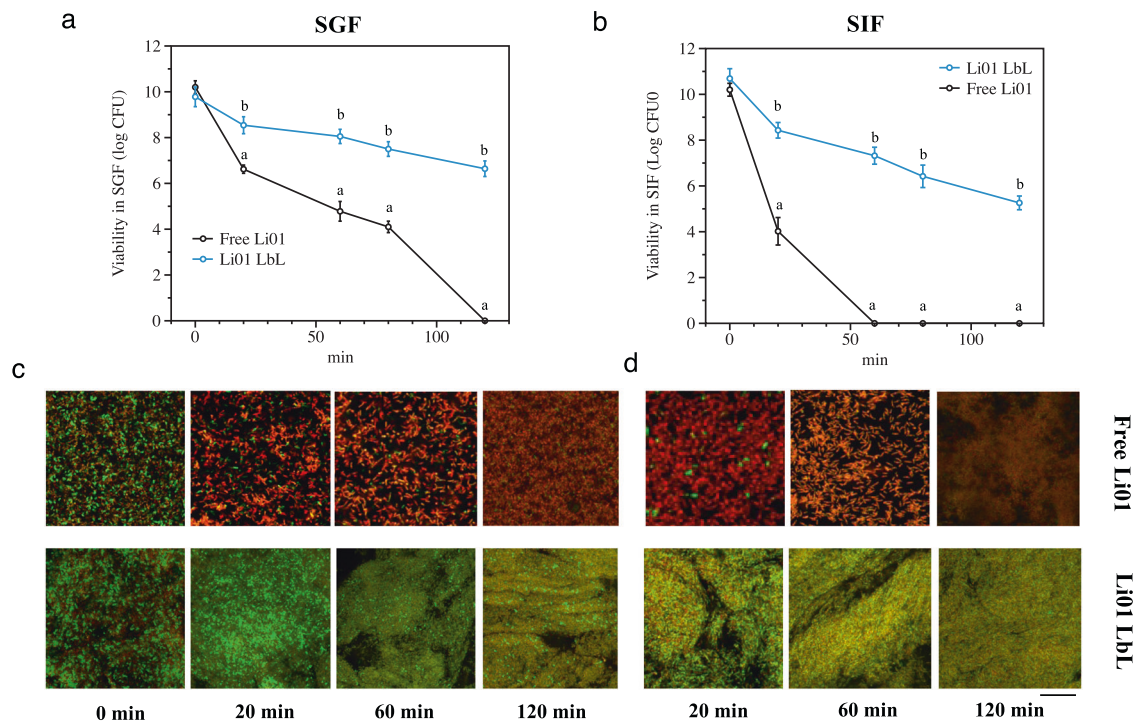 a
SGF
12
10
8
6
4
2
0
Viability in SGF (log CFU)
b
b
b
b
a
a
a
a
Free Li01
Li01 LbL
0
50
100
min
b
SIF
12
10
8
6
4
2
0
Viability in SIF (Log CFU0
Li01 LbL
Free Li01
b
b
b
b
a
a
a
a
0
50
100
min
c
d
Free Li01
Li01 LbL
0 min
20 min
60 min
120 min
20 min
60 min
120 min